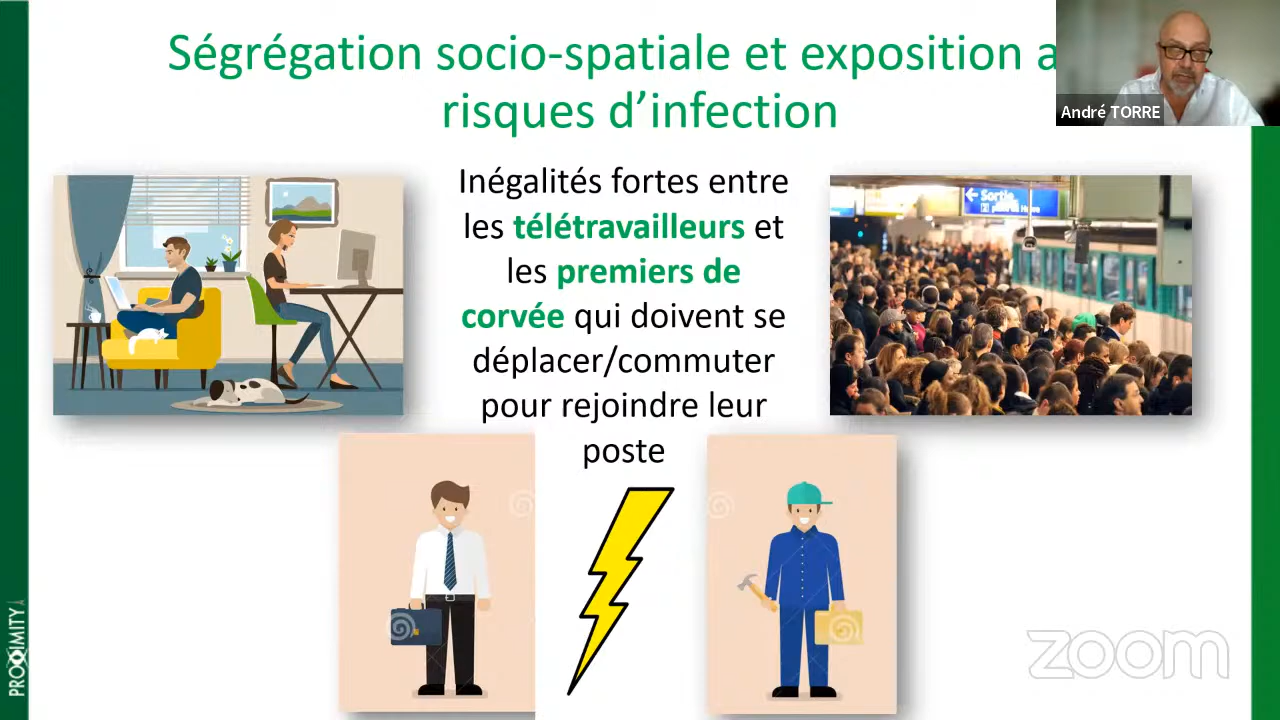 Ségrégation socio-spatiale et exposition a
risques d’infection
André TORRE
Inégalités fortes entre
les télétravailleurs et
les premiers de
corvée qui doivent se
déplacer/commuter
pour rejoindre leur
poste
Sortie
PROXIMITY
zoom